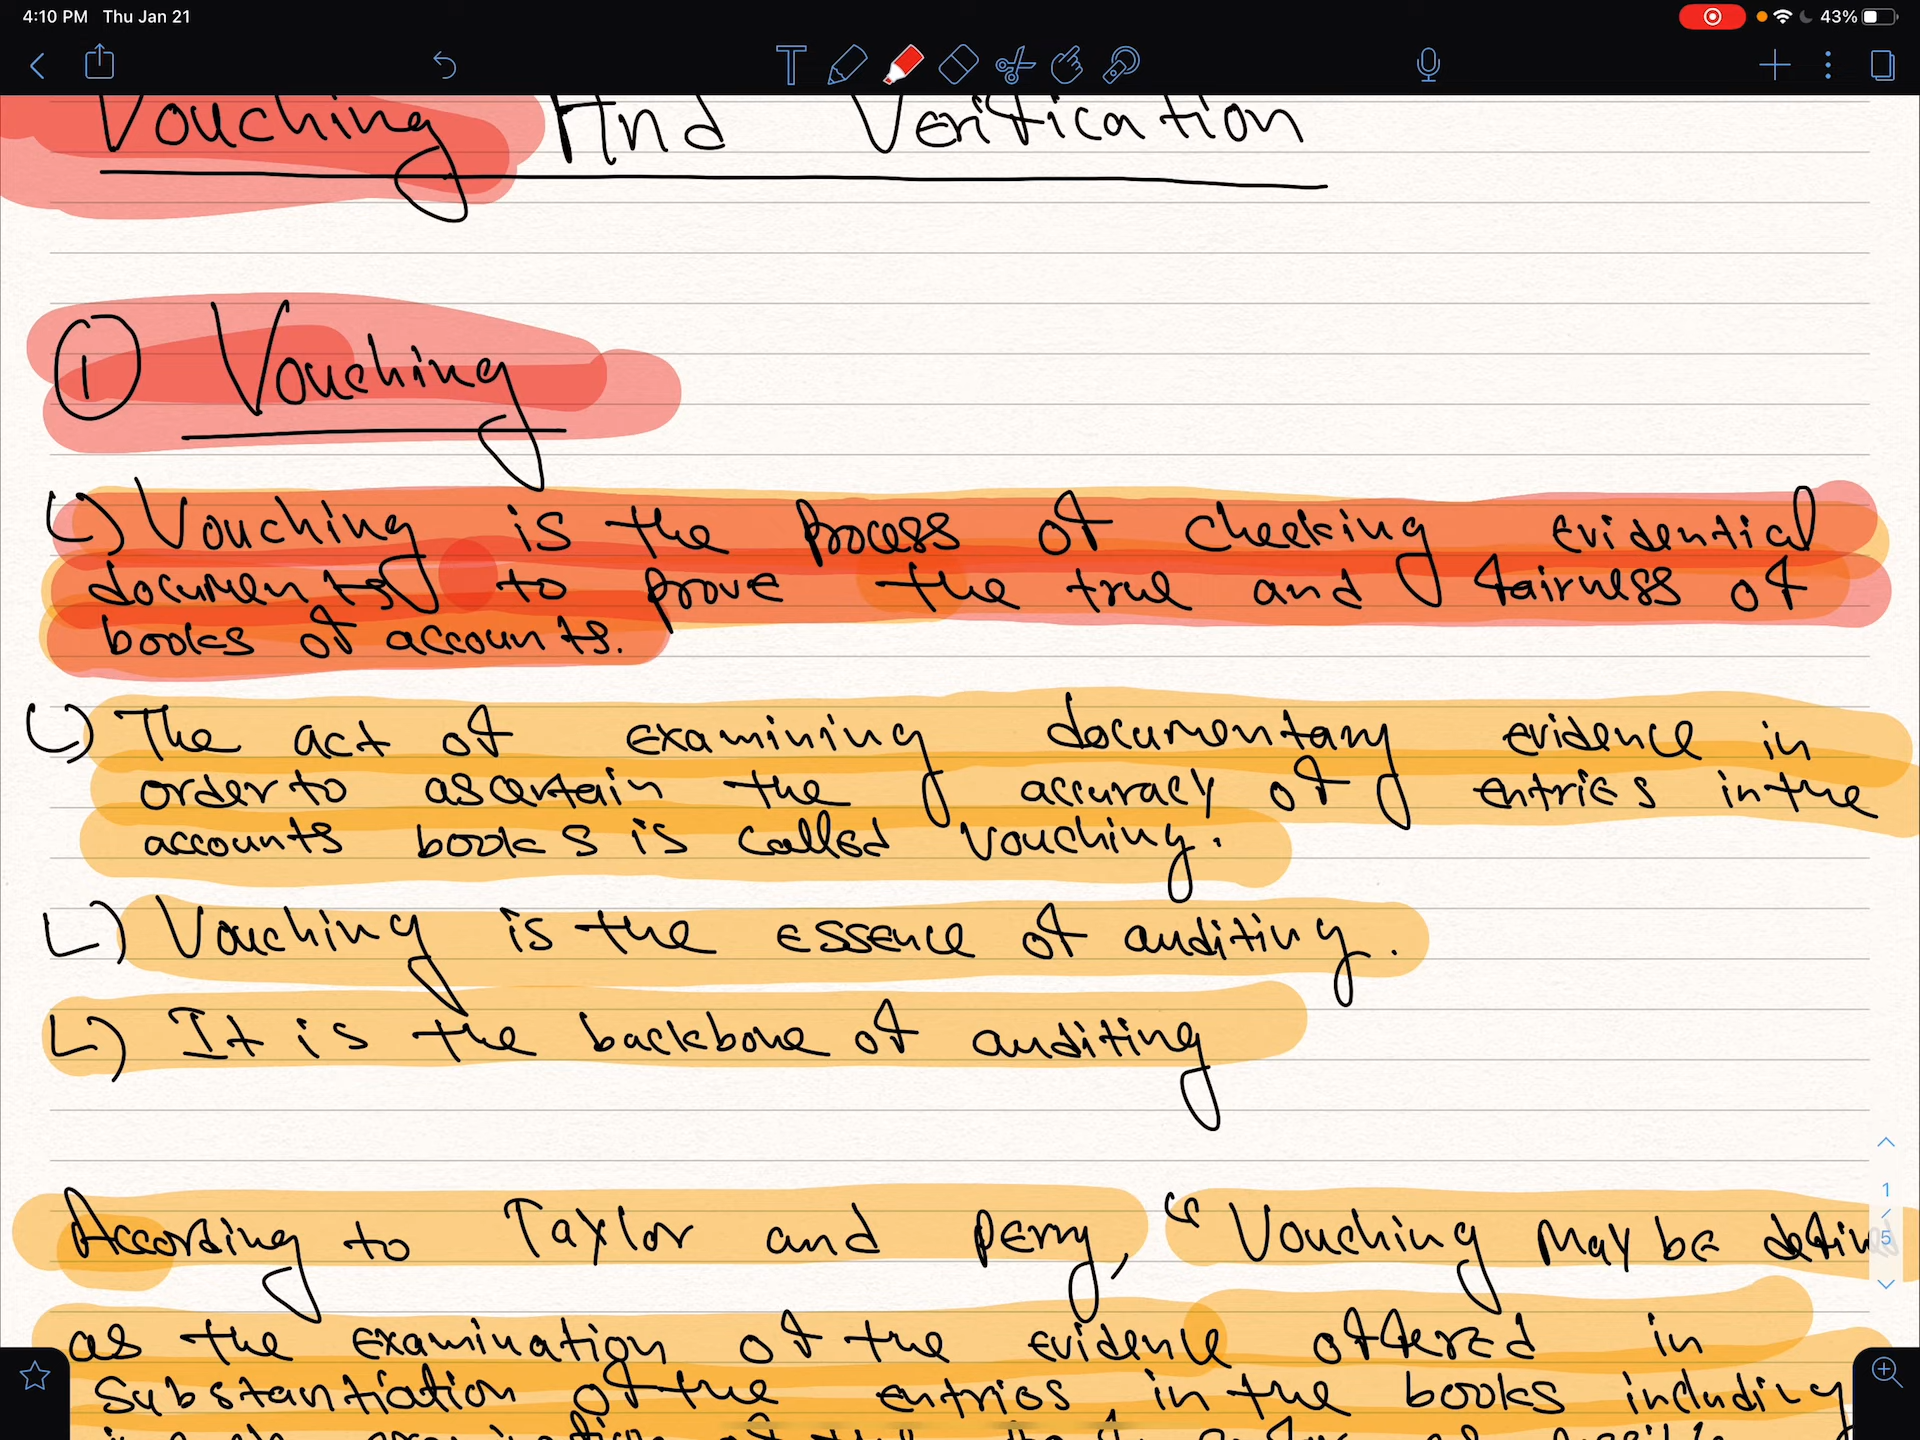 4:10 PM Thu Jan 21
43%
Vouching And Verification
1 Vouching
Vouching is the process of checking evidential
documents to prove the true and fairness of
books of accounts.
The act of examining documentary evidence in
order to ascertain the accuracy of entries in the
accounts books is called vouching.
Vouching is the essence of auditing.
It is the backbone of auditing
According to Taylor and Perry, "Vouching may be defin
as the examination of the evidence offered in
substantiation of the entries in the books including
1
5